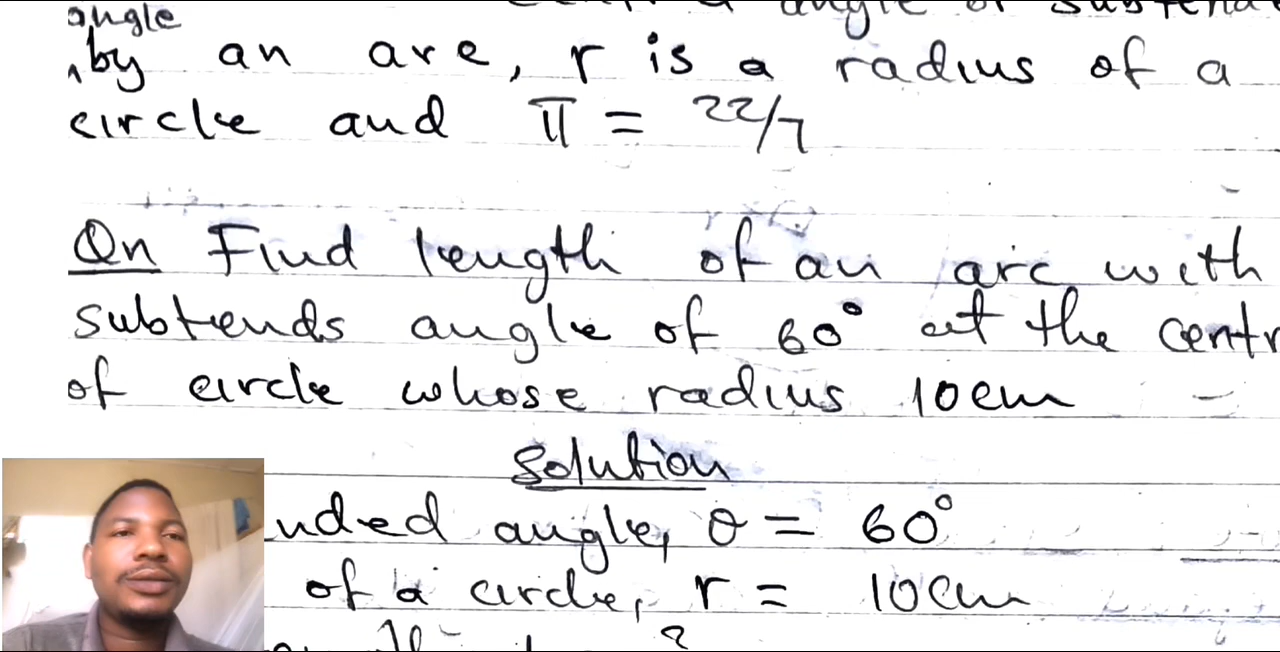 angle
by an arc, r is a radius of a
circle and π = 22/7
Qn Find length of an arc with
subtends angle of 60° at the centr
of circle whose radius 10cm
Solution
nded angle, θ = 60°
of a circle, r = 10cm